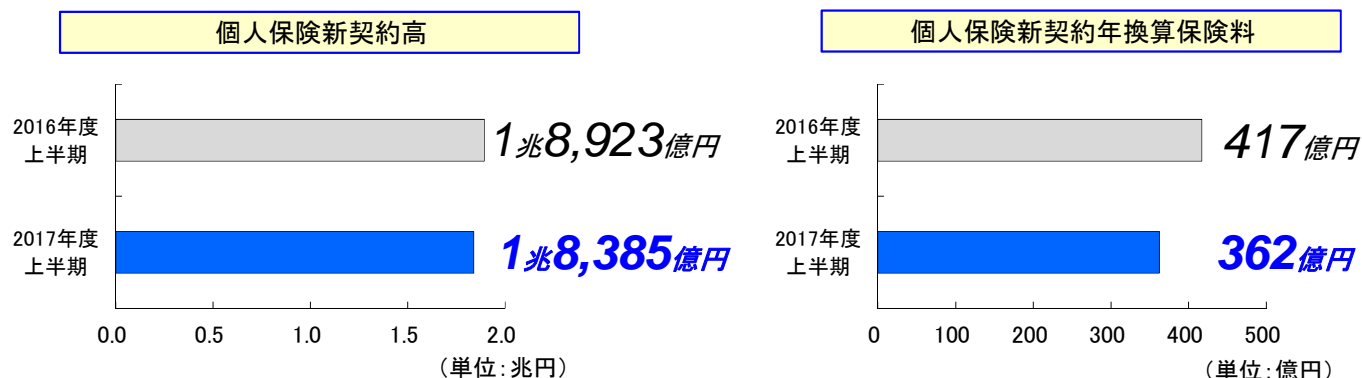 個人保険新契約高
2016年度
上半期
1兆8,923億円
2017年度
上半期
1兆8,385億円
0.0 0.5 1.0 1.5 2.0
（単位：兆円）
個人保険新契約年換算保険料
2016年度
上半期
417億円
2017年度
上半期
362億円
0 100 200 300 400 500
（単位：億円）